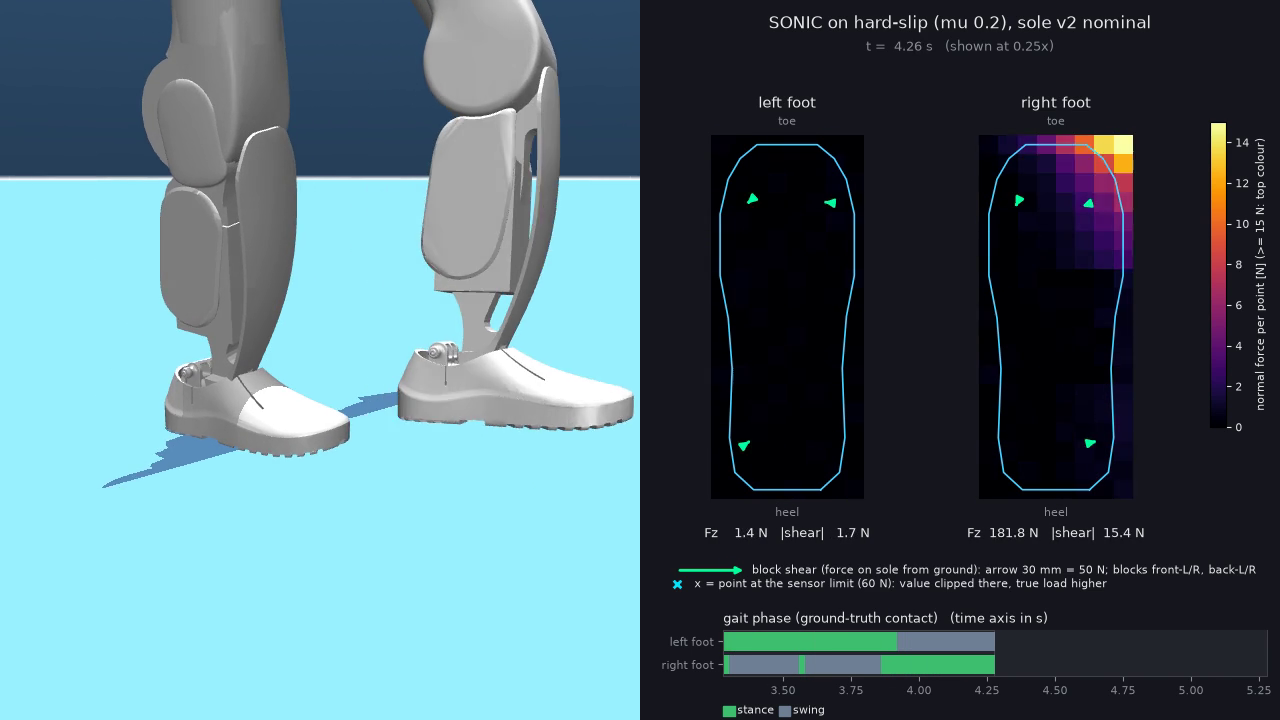 SONIC on hard-slip (mu 0.2), sole v2 nominal
t =  4.26 s   (shown at 0.25x)
left foot
right foot
toe
toe
heel
heel
Fz    1.4 N   |shear|   1.7 N
Fz  181.8 N   |shear|  15.4 N
14
12
10
8
6
4
2
0
normal force per point [N] (>= 15 N: top colour)
block shear (force on sole from ground): arrow 30 mm = 50 N; blocks front-L/R, back-L/R
x = point at the sensor limit (60 N): value clipped there, true load higher
gait phase (ground-truth contact)   (time axis in s)
left foot
right foot
3.50
3.75
4.00
4.25
4.50
4.75
5.00
5.25
stance
swing